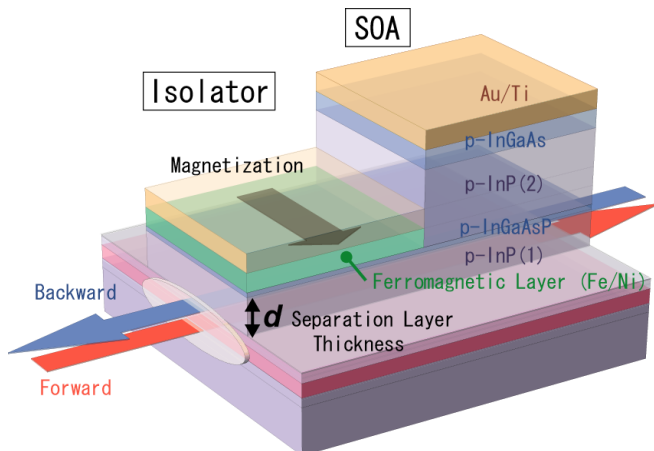 SOA
Isolator
Au/Ti
p-InGaAs
Magnetization
p-InP(2)
p-InGaAsP
p-InP(1)
Ferromagnetic Layer (Fe/Ni)
Backward
d Separation Layer
Thickness
Forward